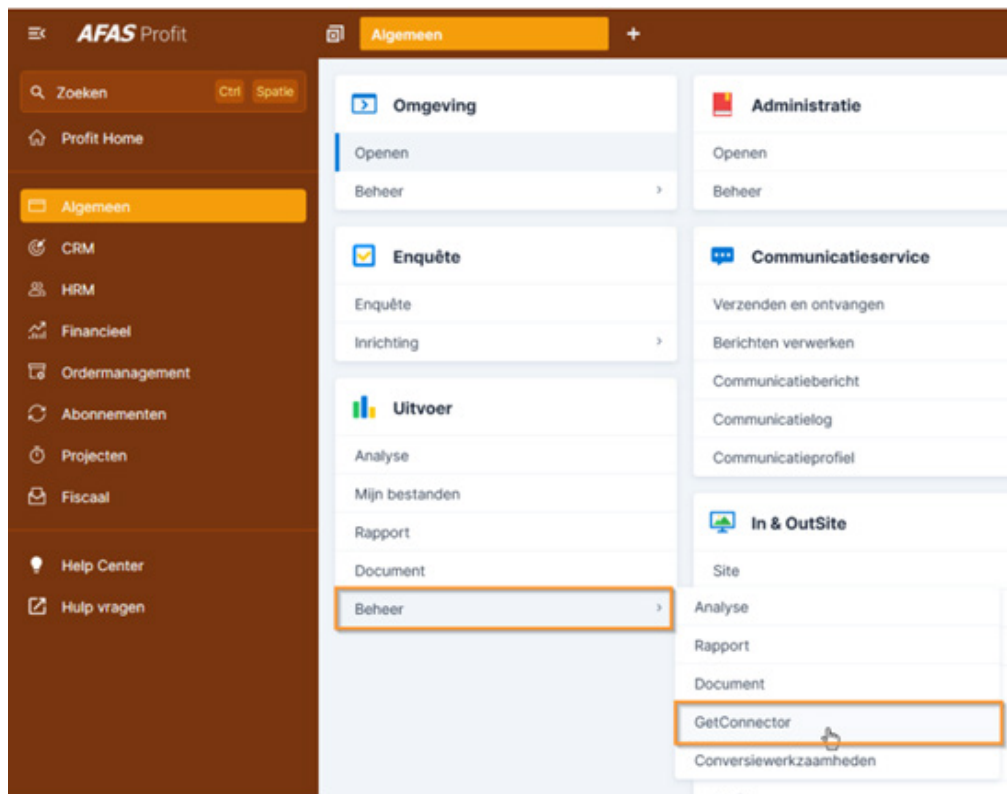 AFAS Profit
Algemeen
+
Zoeken
Ctrl Spatie
Profit Home
Algemeen
CRM
HRM
Financieel
Ordermanagement
Abonnementen
Projecten
Fiscaal
Help Center
Hulp vragen
Omgeving
Openen
Beheer
Enquête
Enquête
Inrichting
Uitvoer
Analyse
Mijn bestanden
Rapport
Document
Beheer
Administratie
Openen
Beheer
Communicatieservice
Verzenden en ontvangen
Berichten verwerken
Communicatiebericht
Communicatielog
Communicatieprofiel
In & OutSite
Site
Analyse
Rapport
Document
GetConnector
Conversiewerkzaamheden